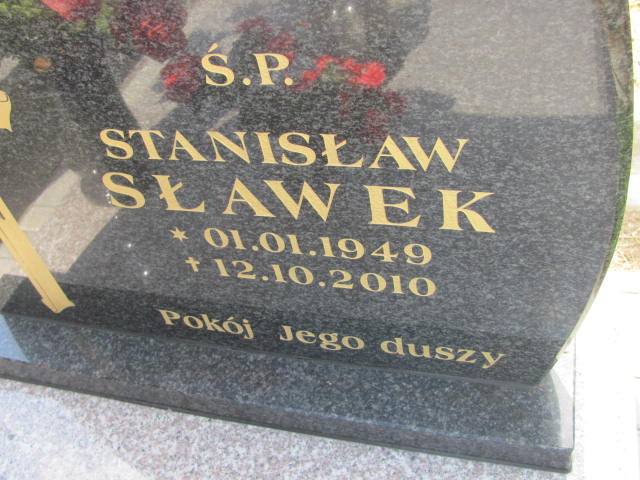 Ś.P.
STANISŁAW
SŁAWEK
* 01.01.1949
✝ 12.10.2010
Pokój Jego duszy